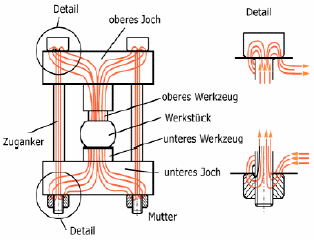 Detail
oberes Joch
Detail
oberes Werkzeug
Werkstück
Zuganker
unteres Werkzeug
unteres Joch
Mutter
Detail